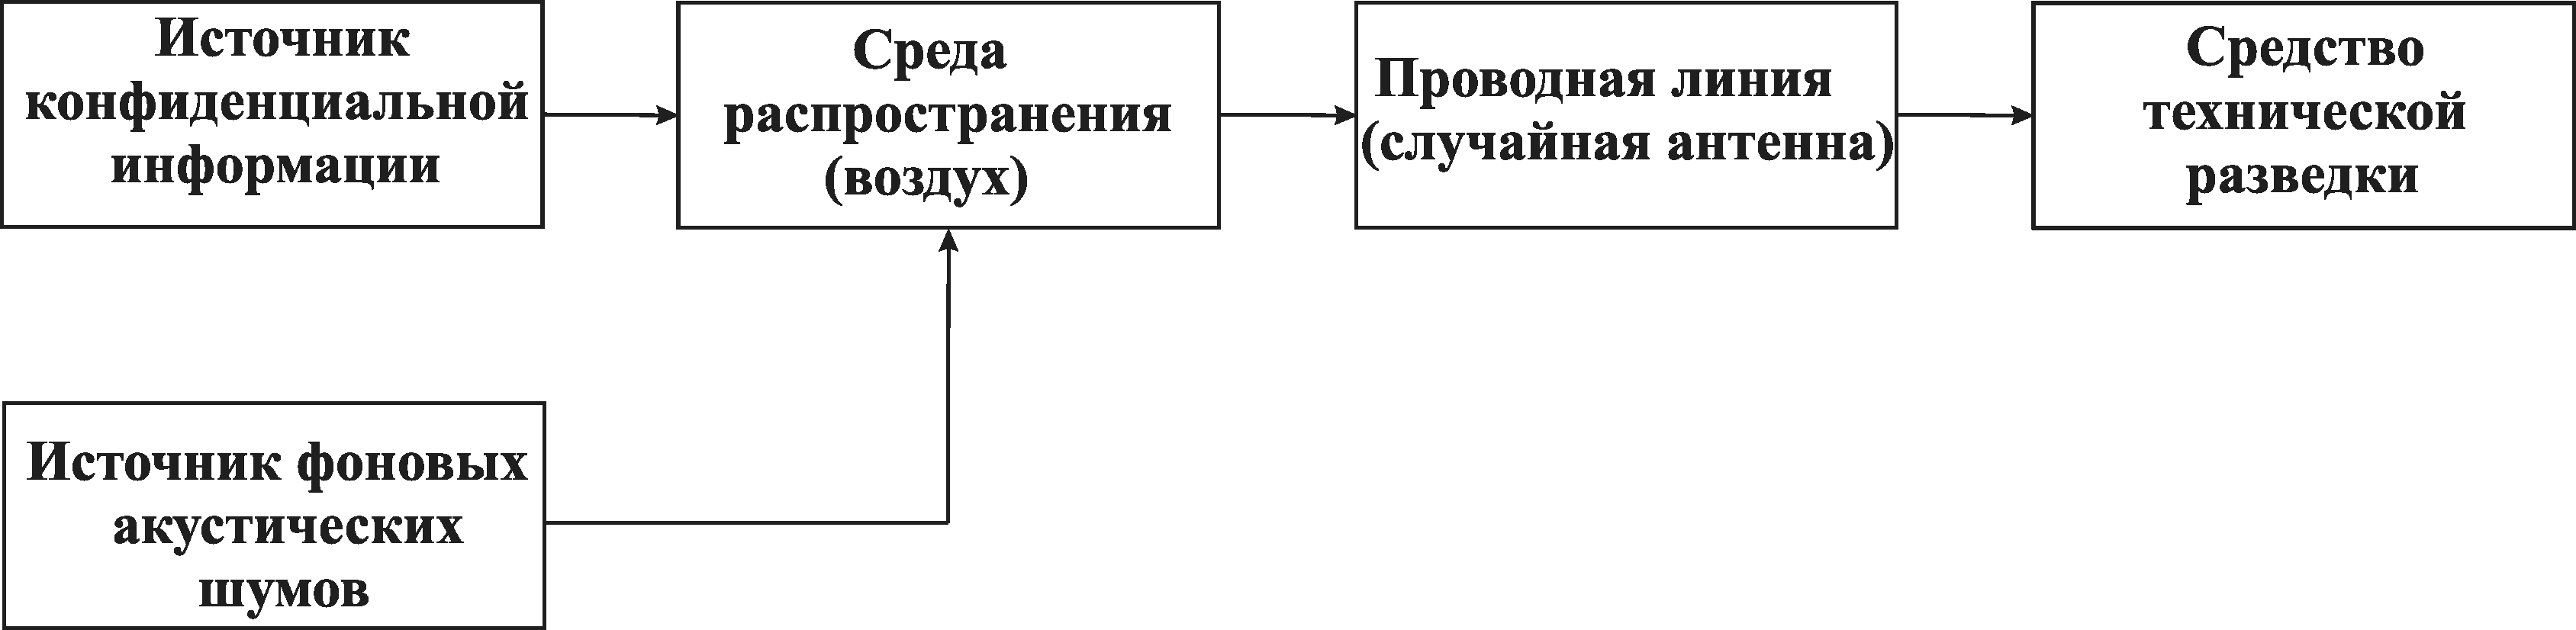 Источник
конфиденциальной
информации
Среда
распространения
(воздух)
Проводная линия
(случайная антенна)
Средство
технической
разведки
Источник фоновых
акустических
шумов